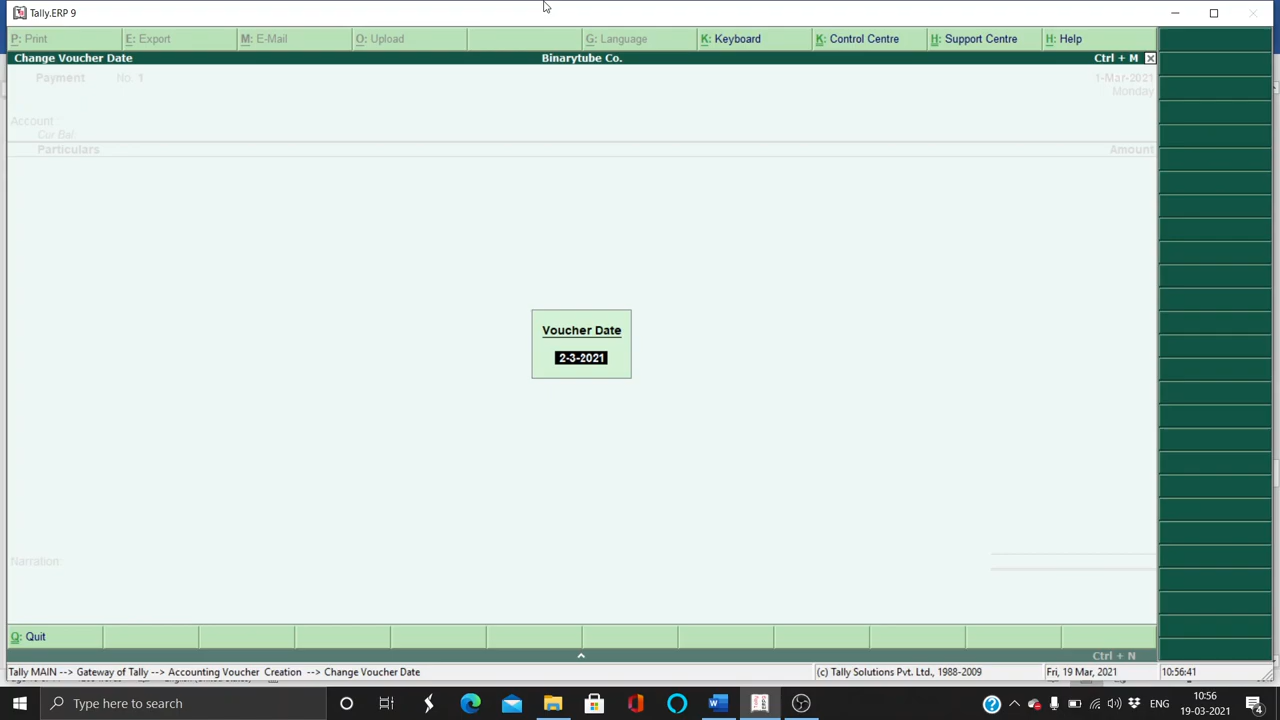 Tally.ERP 9
P: Print
E: Export
M: E-Mail
O: Upload
G: Language
K: Keyboard
K: Control Centre
H: Support Centre
H: Help
Change Voucher Date
Binarytube Co.
Ctrl + M
Payment No. 1
1-Mar-2021
Monday
Account :
Cur Bal:
Particulars
Amount
Voucher Date
2-3-2021
Narration:
Q: Quit
Ctrl + N
Tally MAIN --> Gateway of Tally --> Accounting Voucher Creation --> Change Voucher Date
(c) Tally Solutions Pvt. Ltd., 1988-2009
Fri, 19 Mar, 2021
10:56:41
Type here to search
ENG
10:56
19-03-2021
4